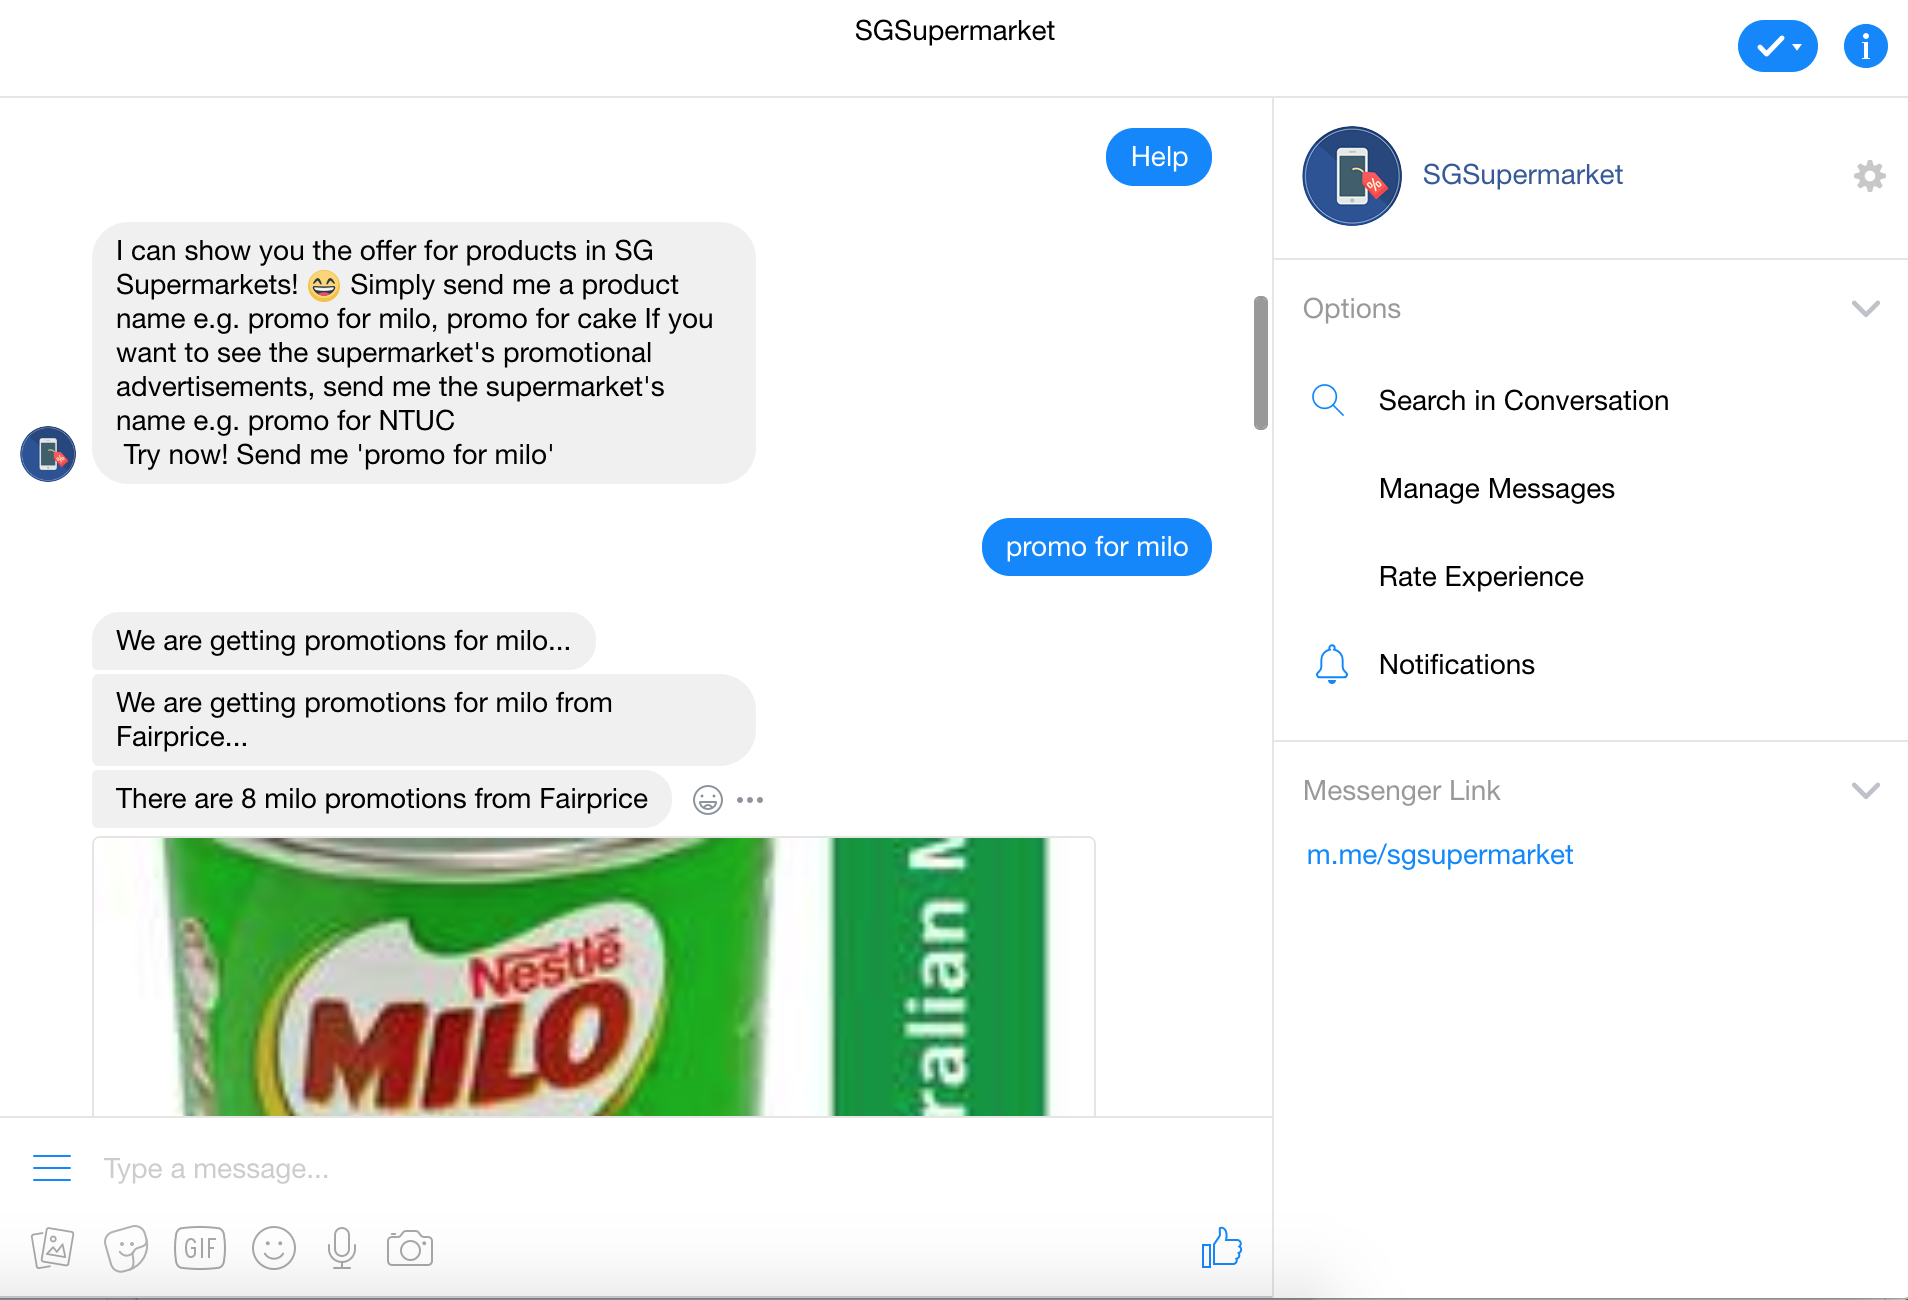 SGSupermarket
Help
I can show you the offer for products in SG
Supermarkets! 😄 Simply send me a product
name e.g. promo for milo, promo for cake If you
want to see the supermarket's promotional
advertisements, send me the supermarket's
name e.g. promo for NTUC
Try now! Send me 'promo for milo'
promo for milo
We are getting promotions for milo...
We are getting promotions for milo from
Fairprice...
There are 8 milo promotions from Fairprice
Nestlé
MILO
ralian M
Type a message...
GIF
SGSupermarket
Options
Search in Conversation
Manage Messages
Rate Experience
Notifications
Messenger Link
m.me/sgsupermarket